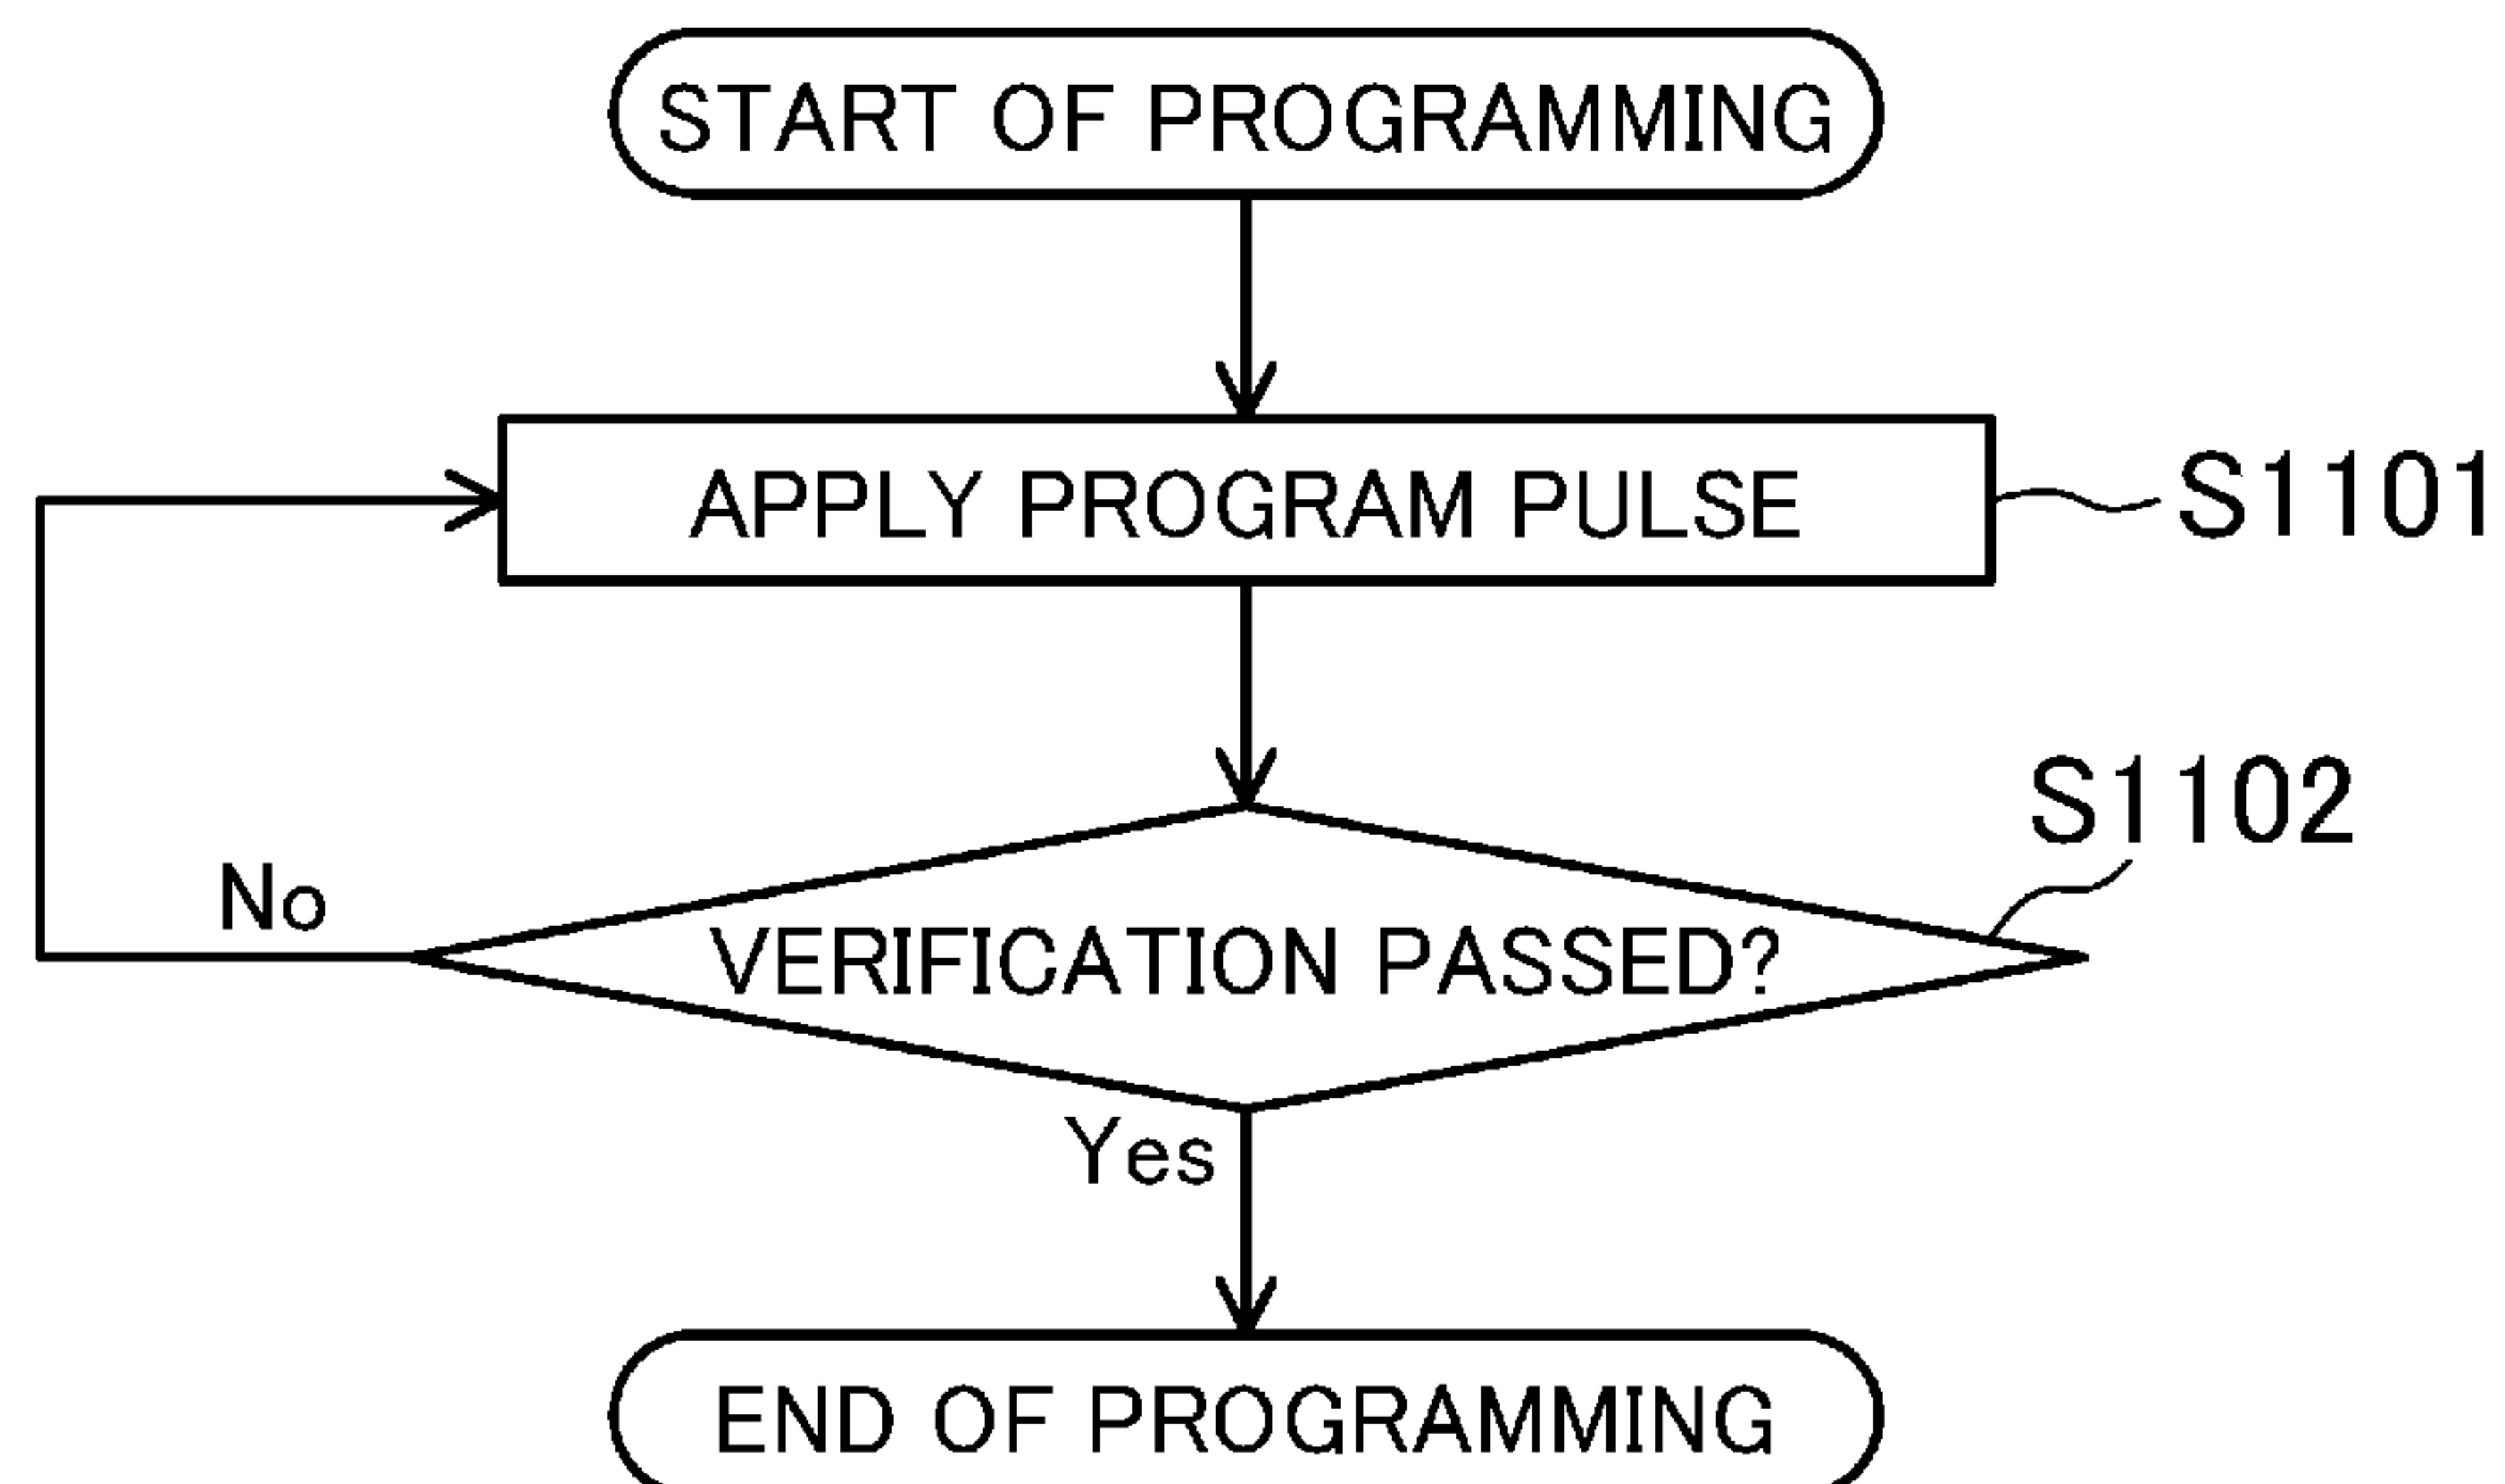 START OF PROGRAMMING
APPLY PROGRAM PULSE
S1101
S1102
No
VERIFICATION PASSED?
Yes
END OF PROGRAMMING